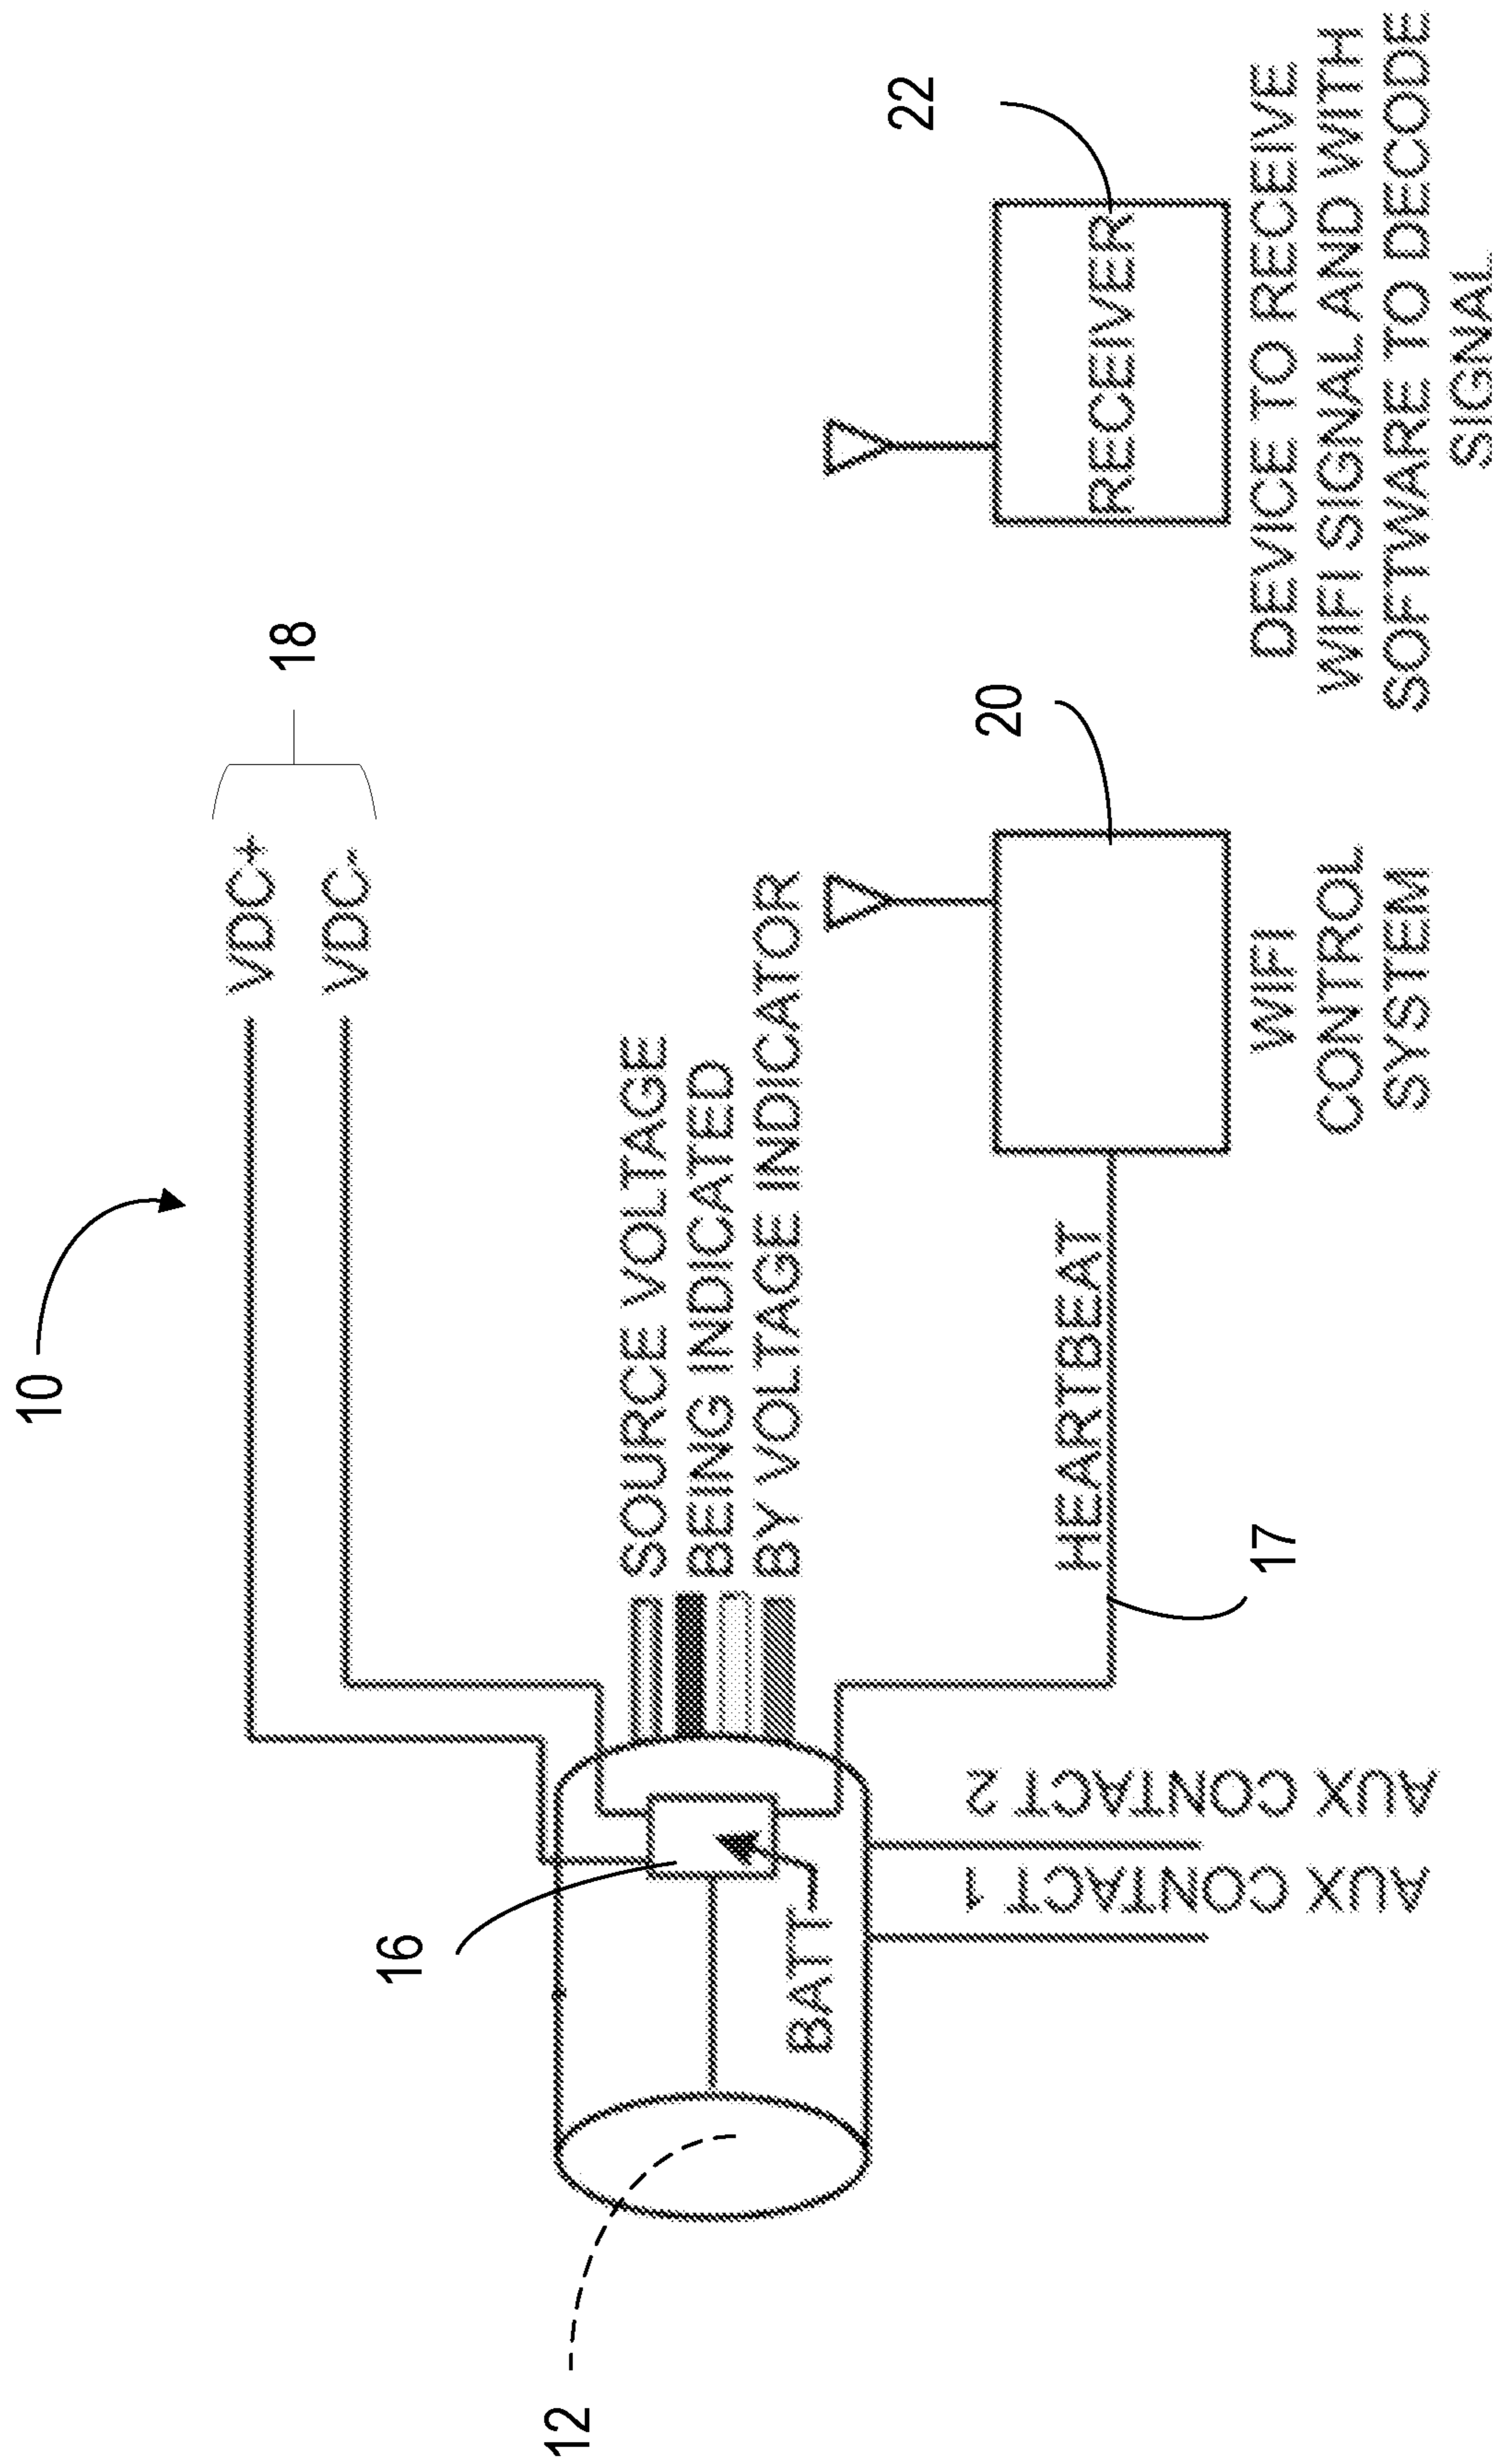 10
VDC+
VDC-
18
16
SOURCE VOLTAGE
BEING INDICATED
BY VOLTAGE INDICATOR
12
BATT
HEARTBEAT
17
20
22
RECEIVER
AUX CONTACT 1
AUX CONTACT 2
WIFI
CONTROL
SYSTEM
DEVICE TO RECEIVE
WIFI SIGNAL AND WITH
SOFTWARE TO DECODE
SIGNAL